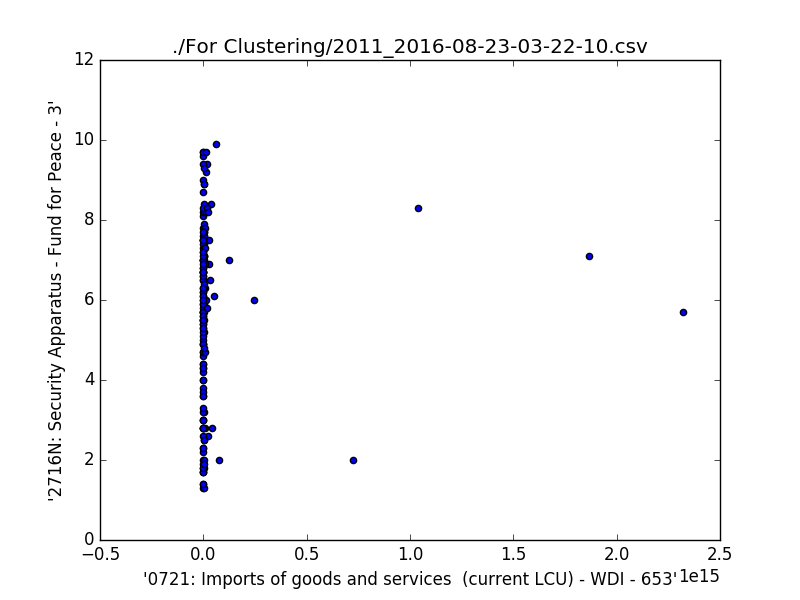 ./For Clustering/2011_2016-08-23-03-22-10.csv
'2716N: Security Apparatus - Fund for Peace - 3'
12
10
8
6
4
2
0
−0.5 0.0 0.5 1.0 1.5 2.0 2.5
1e15
'0721: Imports of goods and services  (current LCU) - WDI - 653'